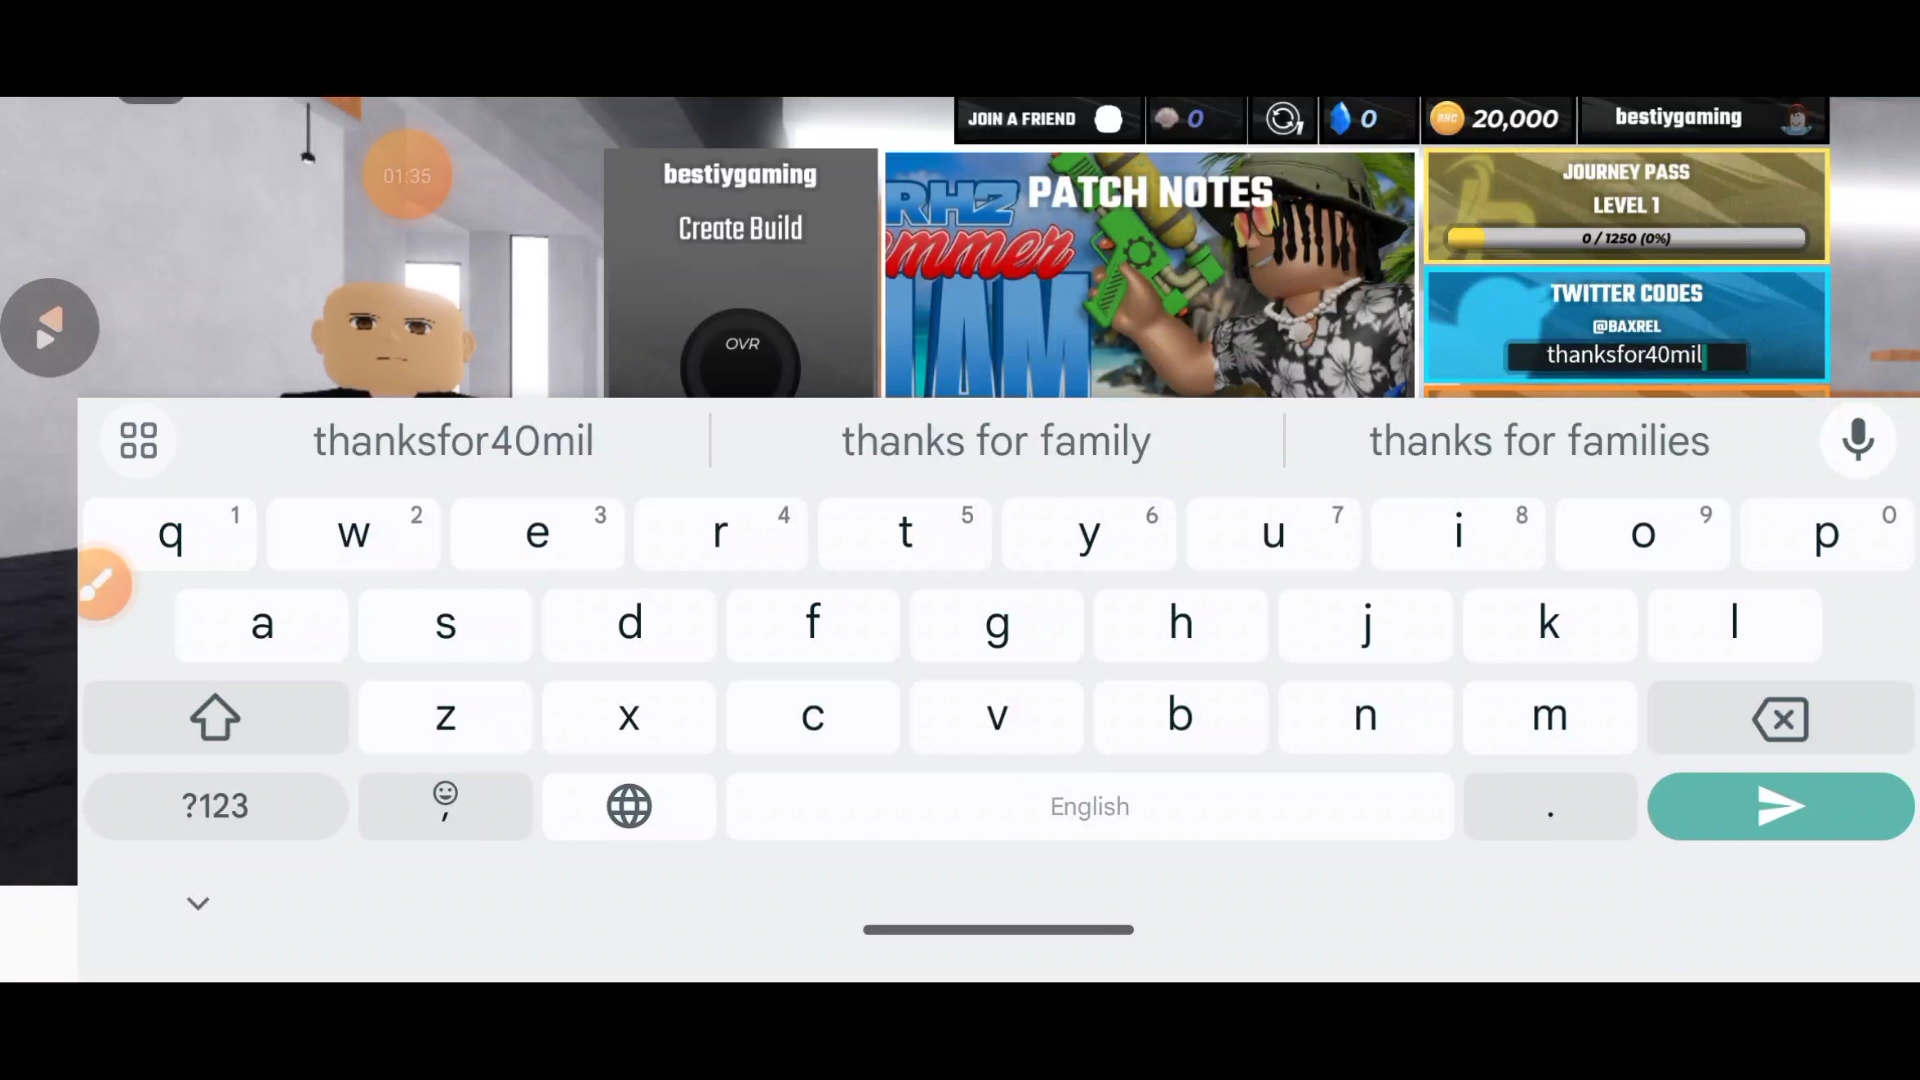 JOIN A FRIEND
0
1
0
RHC
20,000
bestiygaming
01:35
bestiygaming
Create Build
OVR
RH2
PATCH NOTES
JOURNEY PASS
LEVEL 1
0 / 1250 (0%)
TWITTER CODES
@BAXREL
thanksfor40mil
thanksfor40mil
thanks for family
thanks for families
q 1 w 2 e 3 r 4 t 5 y 6 u 7 i 8 o 9 p 0
a s d f g h j k l
z x c v b n m
?123 , English .